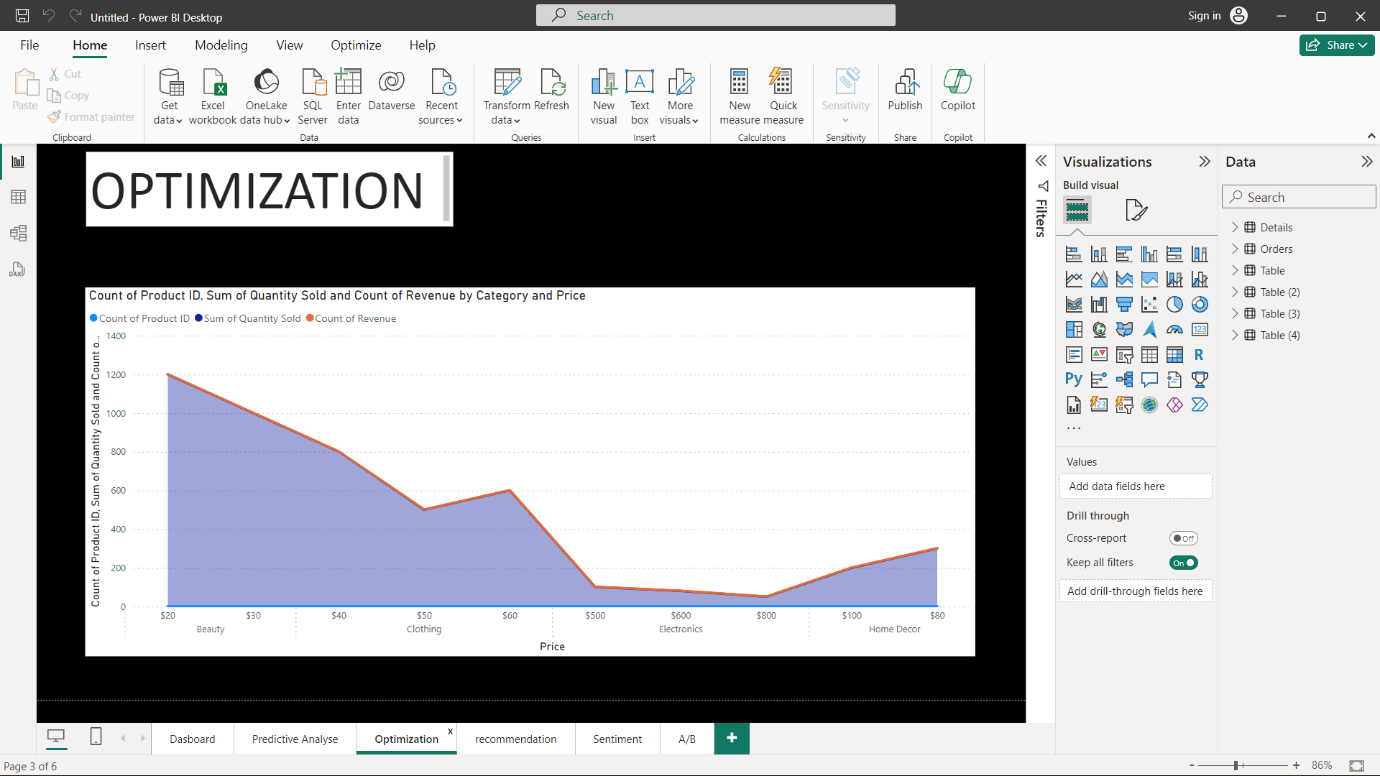 Untitled - Power BI Desktop
Search
Sign in
File Home Insert Modeling View Optimize Help
Share
Paste
Cut
Copy
Format painter
Clipboard
Get data
Excel workbook
OneLake data hub
SQL Server
Enter data
Dataverse
Recent sources
Data
Transform data
Refresh
Queries
New visual
Text box
More visuals
Insert
New measure
Quick measure
Calculations
Sensitivity
Sensitivity
Publish
Share
Copilot
Copilot
OPTIMIZATION
Count of Product ID, Sum of Quantity Sold and Count of Revenue by Category and Price
Count of Product ID Sum of Quantity Sold Count of Revenue
Count of Product ID, Sum of Quantity Sold and Count o...
1400
1200
1000
800
600
400
200
0
$20 $30 $40 $50 $60 $500 $600 $800 $100 $80
Beauty Clothing Electronics Home Decor
Price
Filters
Visualizations
Build visual
R
Py
123
123
...
Values
Add data fields here
Drill through
Cross-report
Off
Keep all filters
On
Add drill-through fields here
Data
Search
Details
Orders
Table
Table (2)
Table (3)
Table (4)
DAX
Dasboard Predictive Analyse Optimization x recommendation Sentiment A/B +
Page 3 of 6
- + 86%